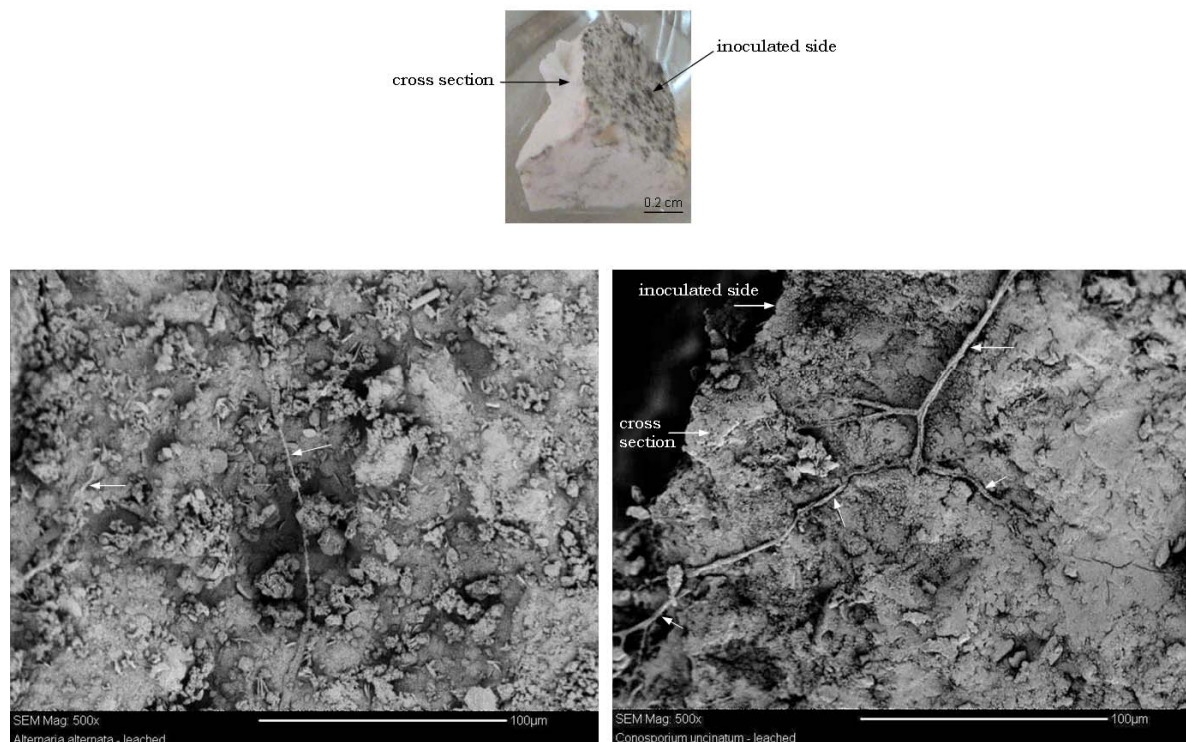 inoculated side
cross section
0.2 cm
inoculated side
cross
section
SEM Mag: 500x
100µm
Alternaria alternata - leached
SEM Mag: 500x
100µm
Conosporium uncinatum - leached